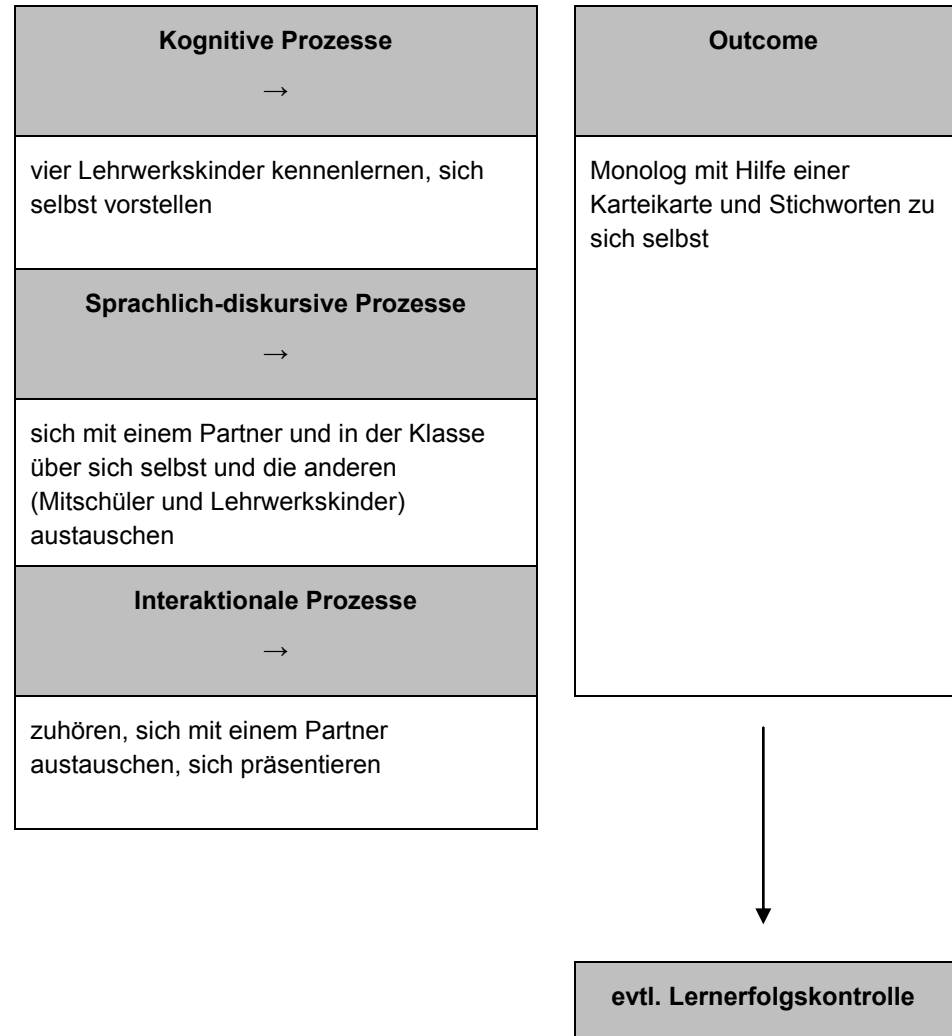 Kognitive Prozesse
→
vier Lehrwerkskinder kennenlernen, sich
selbst vorstellen
Sprachlich-diskursive Prozesse
→
sich mit einem Partner und in der Klasse
über sich selbst und die anderen
(Mitschüler und Lehrwerkskinder)
austauschen
Interaktionale Prozesse
→
zuhören, sich mit einem Partner
austauschen, sich präsentieren
Outcome
Monolog mit Hilfe einer
Karteikarte und Stichworten zu
sich selbst
evtl. Lernerfolgskontrolle